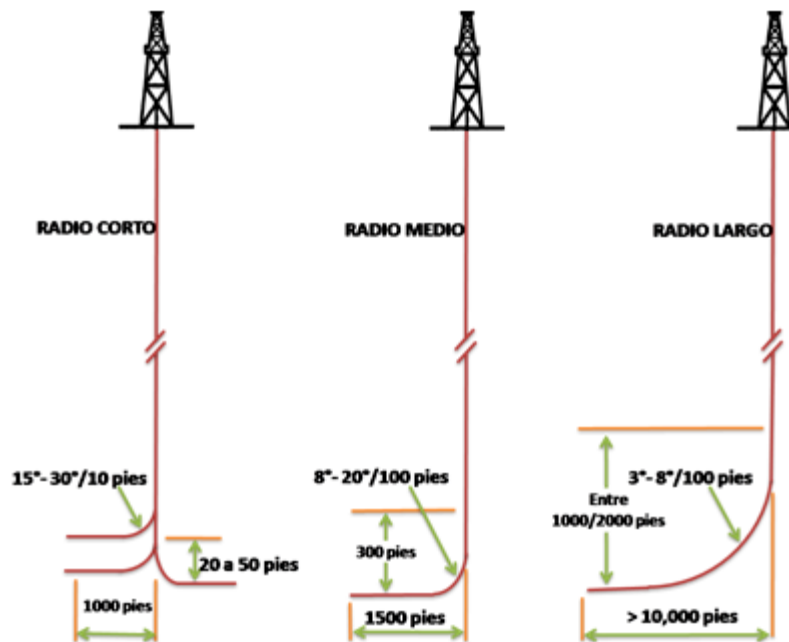 RADIO CORTO
15°- 30°/10 pies
20 a 50 pies
1000 pies
RADIO MEDIO
8°- 20°/100 pies
300 pies
1500 pies
RADIO LARGO
3°- 8°/100 pies
Entre
1000/2000 pies
> 10,000 pies